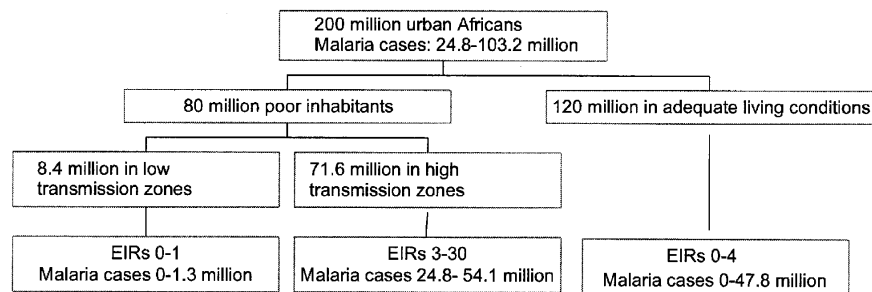 200 million urban Africans
Malaria cases: 24.8-103.2 million
80 million poor inhabitants
120 million in adequate living conditions
8.4 million in low
transmission zones
71.6 million in high
transmission zones
EIRs 0-1
Malaria cases 0-1.3 million
EIRs 3-30
Malaria cases 24.8- 54.1 million
EIRs 0-4
Malaria cases 0-47.8 million